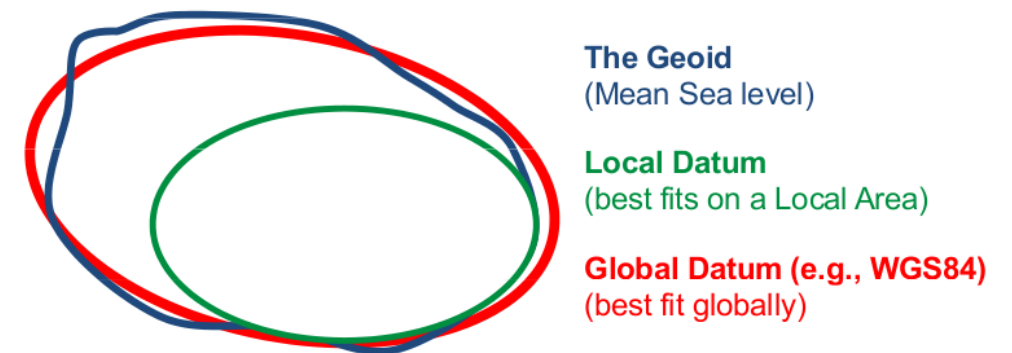 The Geoid
(Mean Sea level)
Local Datum
(best fits on a Local Area)
Global Datum (e.g., WGS84)
(best fit globally)